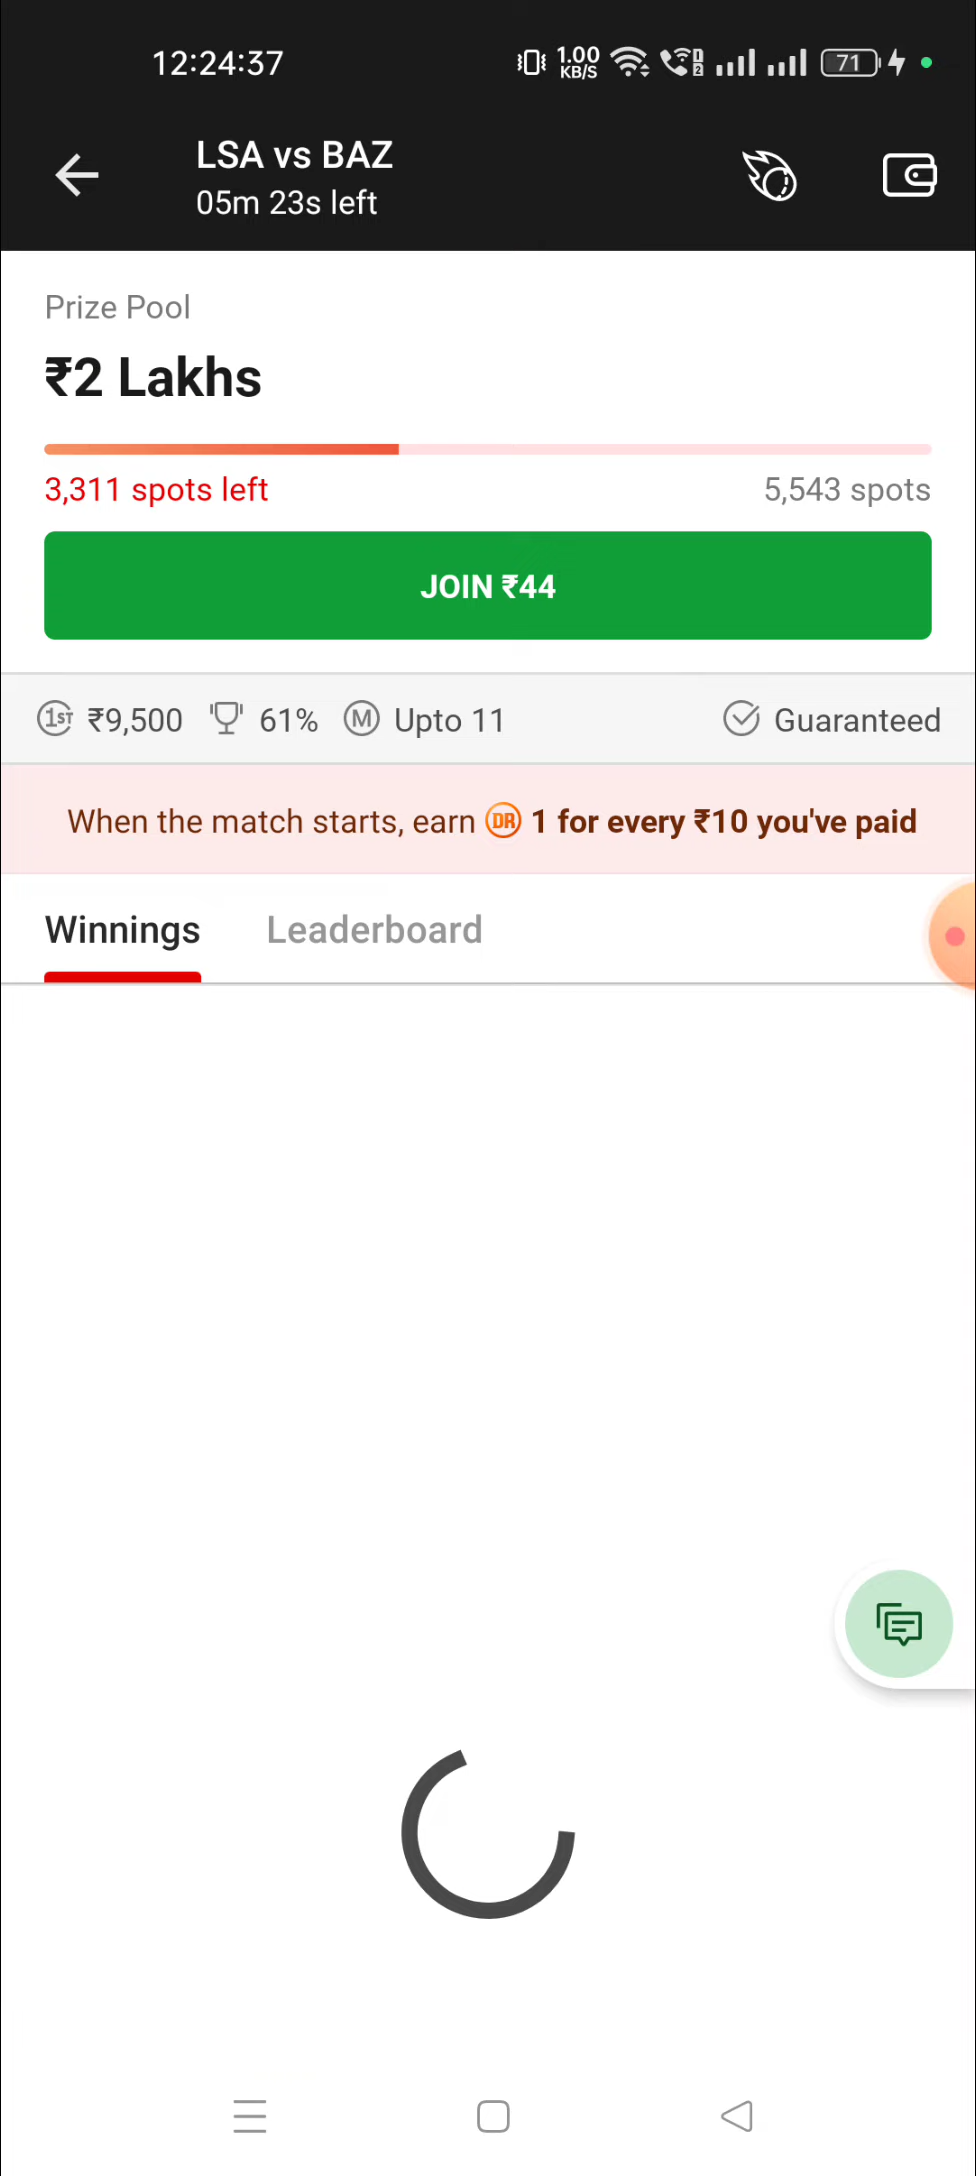 12:24:37
1.00
KB/S
1
2
71
LSA vs BAZ
05m 23s left
Prize Pool
₹2 Lakhs
3,311 spots left
5,543 spots
JOIN ₹44
1ST ₹9,500 61% M Upto 11 Guaranteed
When the match starts, earn DR 1 for every ₹10 you've paid
Winnings
Leaderboard